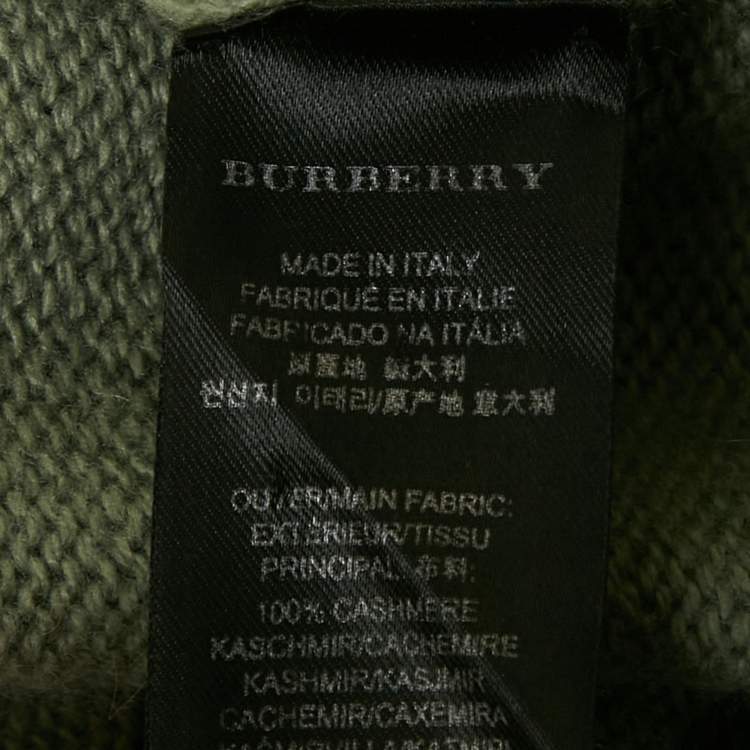 BURBERRY
MADE IN ITALY
FABRIQUÉ EN ITALIE
FABRICADO NA ITÁLIA
原產地 意大利
원산지 이태리/原产地 意大利
OUTER/MAIN FABRIC:
EXTÉRIEUR/TISSU
PRINCIPAL 布料:
100% CASHMERE
KASCHMIR/CACHEMIRE
KASHMIR/KASJMIR
CACHEMIR/CAXEMIRA